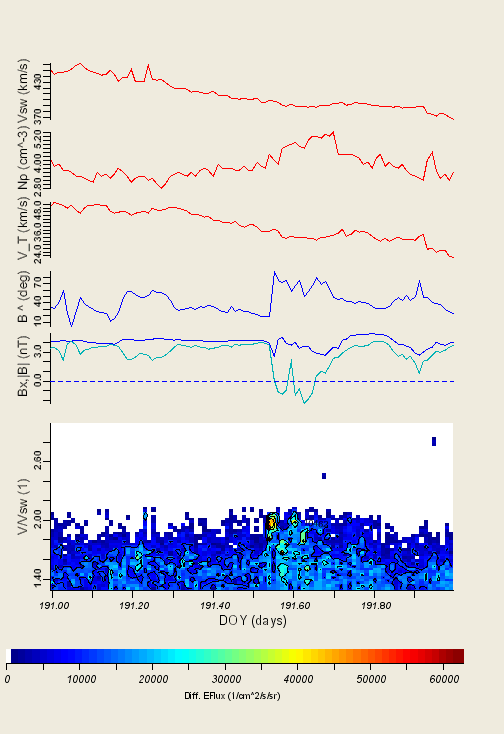 Vsw (km/s)
430
370
Np (cm^-3)
5.20
4.00
2.80
V_T (km/s)
48.0
36.0
24.0
B ^ (deg)
70
40
10
Bx,|B| (nT)
3.0
0.0
V/Vsw (1)
2.60
2.00
1.40
191.00 191.20 191.40 191.60 191.80
DOY (days)
0 10000 20000 30000 40000 50000 60000
Diff. EFlux (1/cm^2/s/sr)